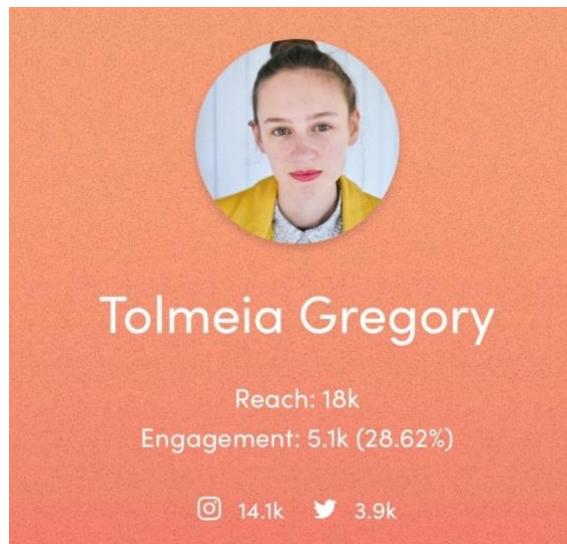 Tolmeia Gregory
Reach: 18k
Engagement: 5.1k (28.62%)
14.1k 3.9k